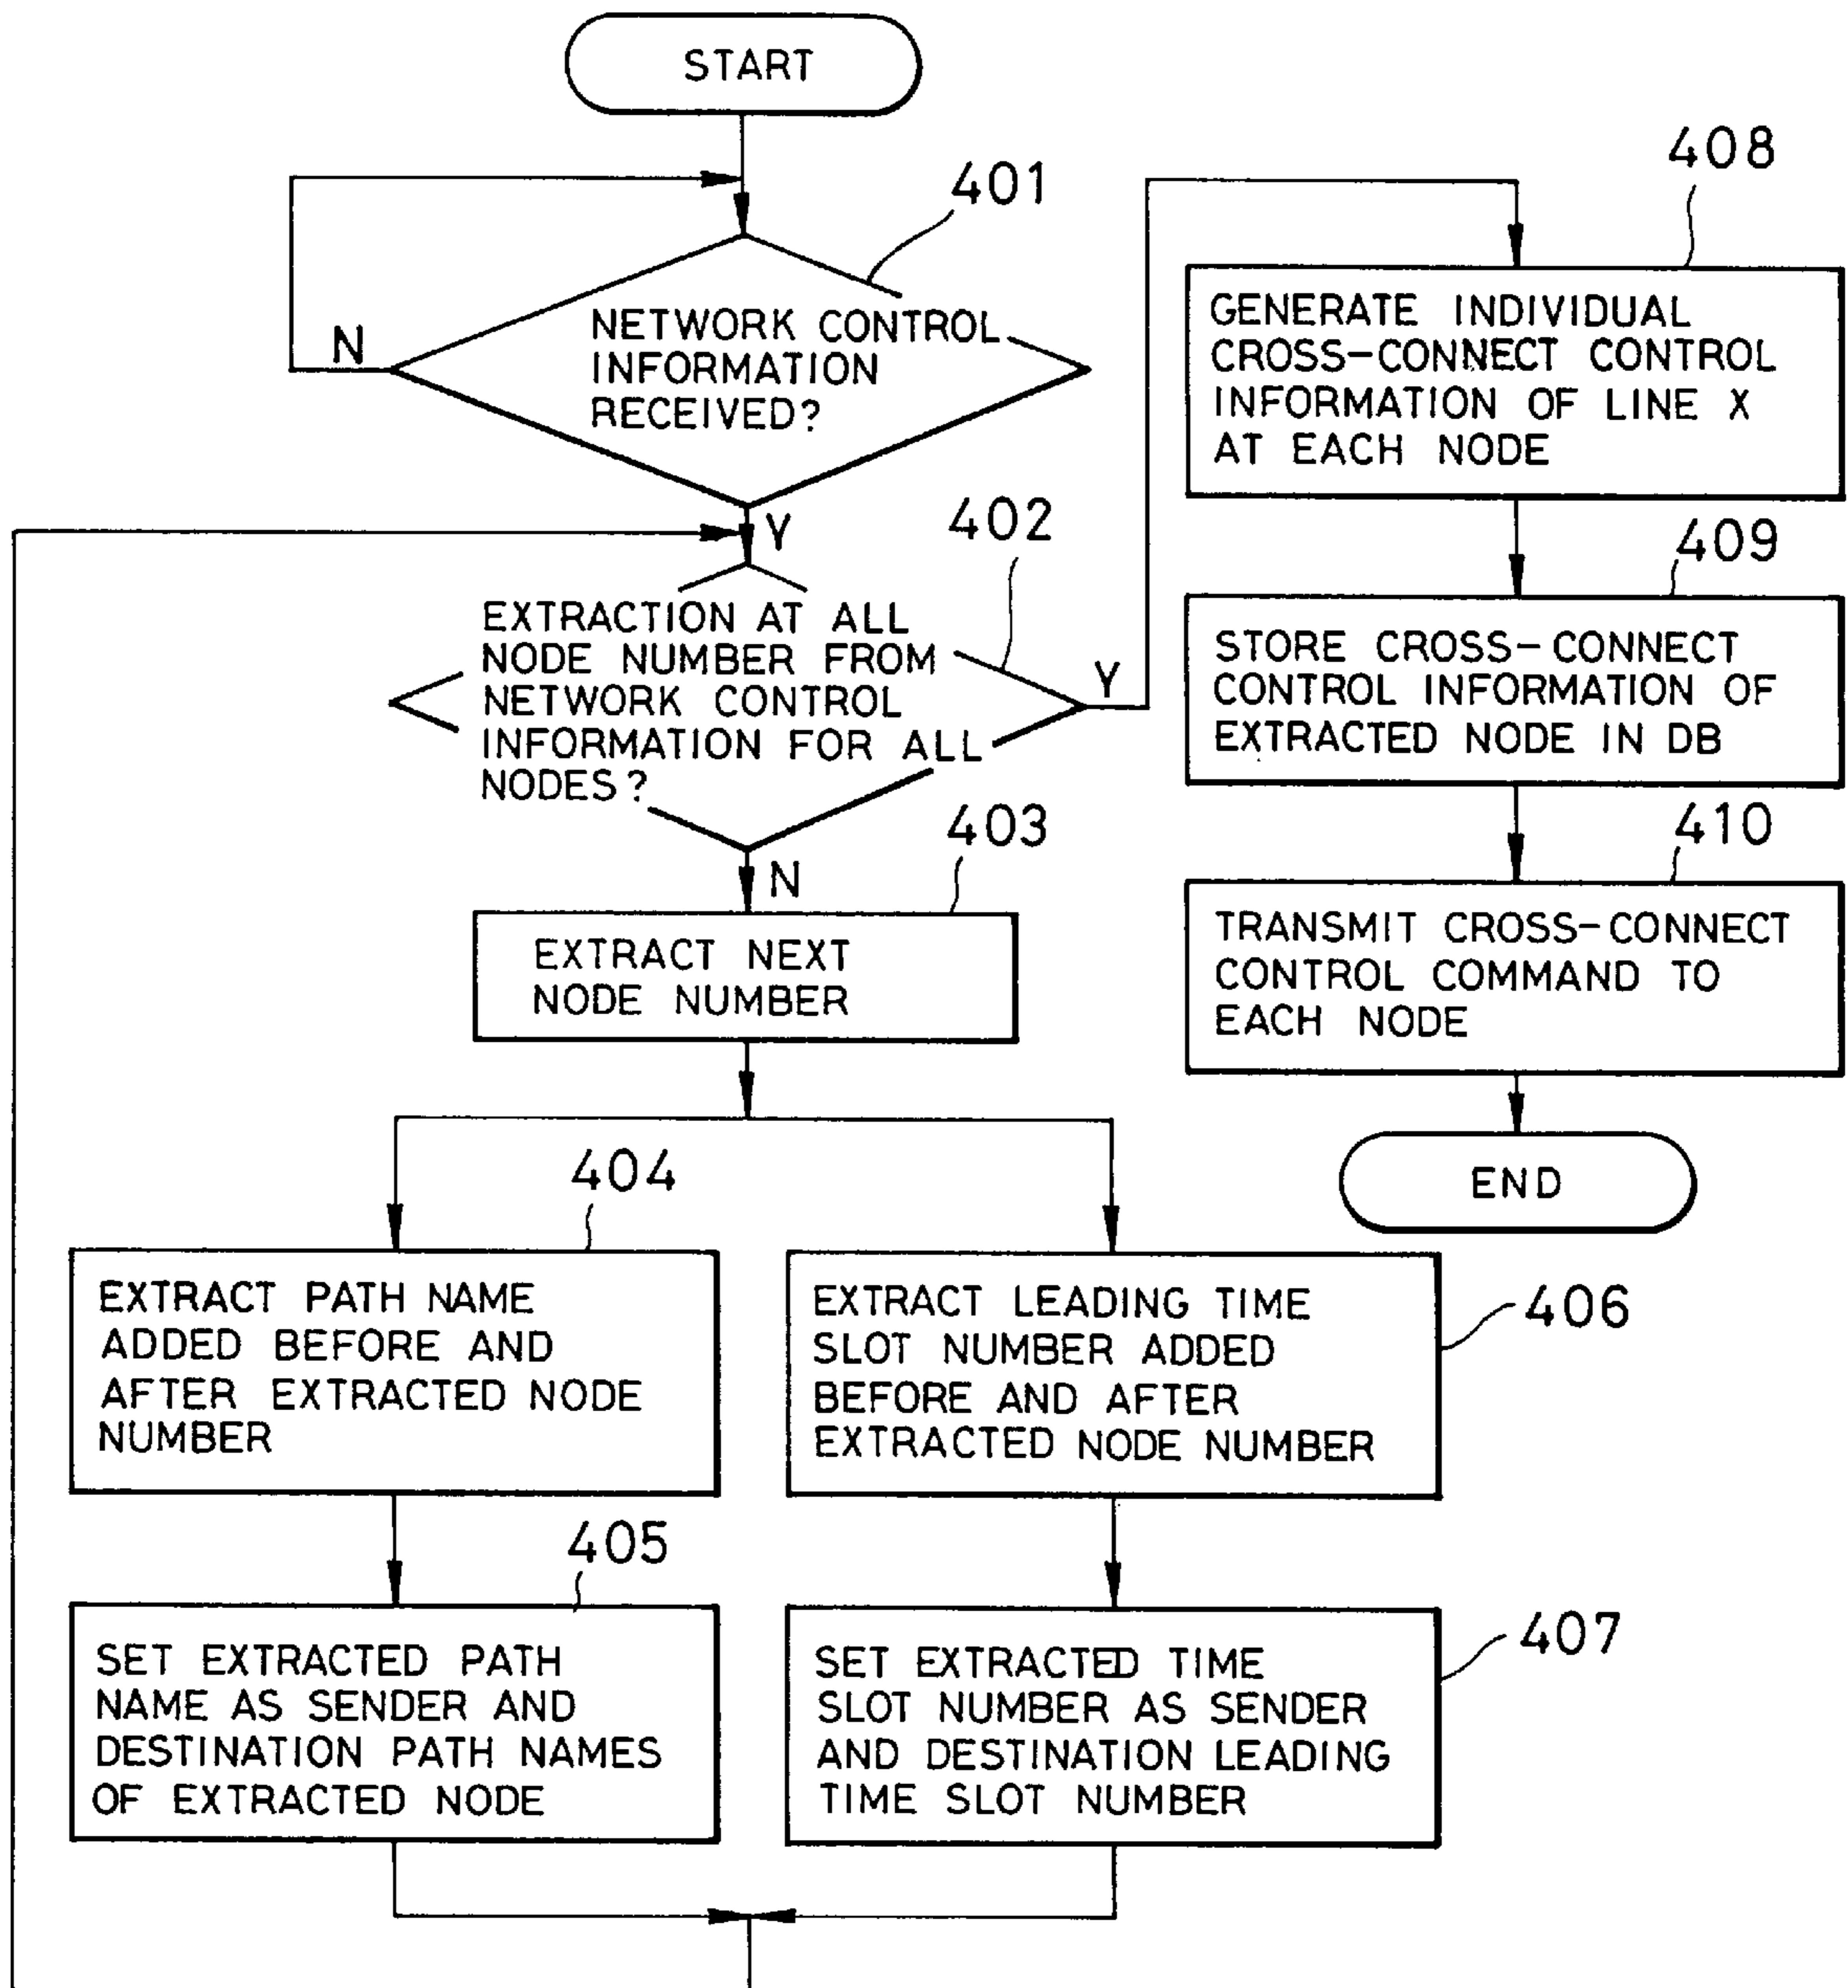 START
401
NETWORK CONTROL
INFORMATION
RECEIVED?
N
Y
402
EXTRACTION AT ALL
NODE NUMBER FROM
NETWORK CONTROL
INFORMATION FOR ALL
NODES?
Y
N
403
EXTRACT NEXT
NODE NUMBER
404
EXTRACT PATH NAME
ADDED BEFORE AND
AFTER EXTRACTED NODE
NUMBER
405
SET EXTRACTED PATH
NAME AS SENDER AND
DESTINATION PATH NAMES
OF EXTRACTED NODE
406
EXTRACT LEADING TIME
SLOT NUMBER ADDED
BEFORE AND AFTER
EXTRACTED NODE NUMBER
407
SET EXTRACTED TIME
SLOT NUMBER AS SENDER
AND DESTINATION LEADING
TIME SLOT NUMBER
408
GENERATE INDIVIDUAL
CROSS-CONNECT CONTROL
INFORMATION OF LINE X
AT EACH NODE
409
STORE CROSS-CONNECT
CONTROL INFORMATION OF
EXTRACTED NODE IN DB
410
TRANSMIT CROSS-CONNECT
CONTROL COMMAND TO
EACH NODE
END